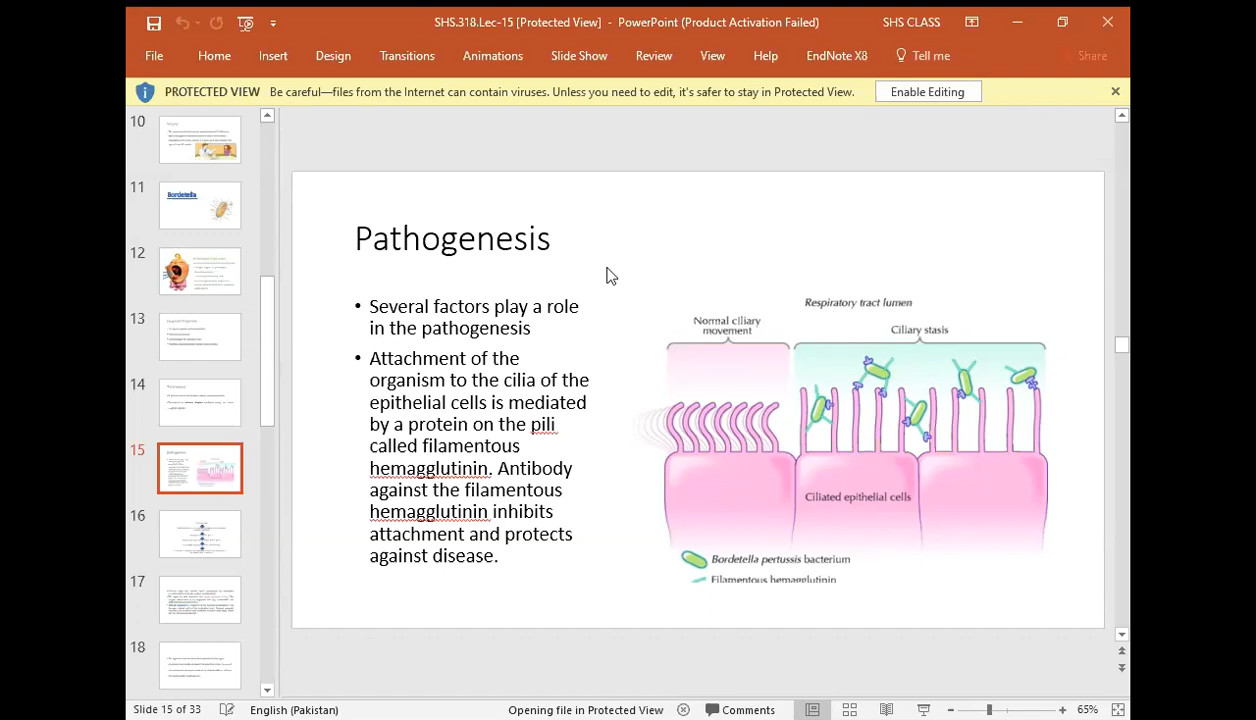 SHS.318.Lec-15 [Protected View] - PowerPoint (Product Activation Failed)
SHS CLASS
File Home Insert Design Transitions Animations Slide Show Review View Help EndNote X8 Tell me Share
PROTECTED VIEW Be careful—files from the Internet can contain viruses. Unless you need to edit, it's safer to stay in Protected View. Enable Editing
10
11
Bordetella
12
13
14
15
16
17
18
Pathogenesis
• Several factors play a role
in the pathogenesis
• Attachment of the
organism to the cilia of the
epithelial cells is mediated
by a protein on the pili
called filamentous
hemagglutinin. Antibody
against the filamentous
hemagglutinin inhibits
attachment and protects
against disease.
Respiratory tract lumen
Normal ciliary
movement
Ciliary stasis
Ciliated epithelial cells
Bordetella pertussis bacterium
Filamentous hemagglutinin
Slide 15 of 33 English (Pakistan) Opening file in Protected View Comments 65%